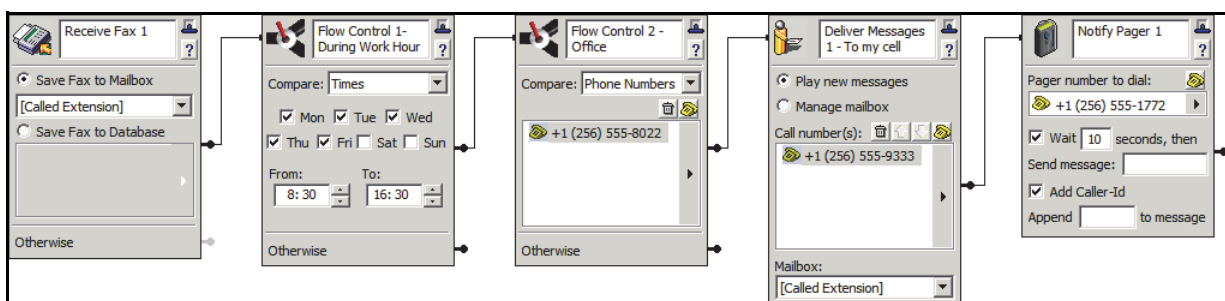 Receive Fax 1
?
Save Fax to Mailbox
[Called Extension]
Save Fax to Database
Otherwise
Flow Control 1-
During Work Hour
?
Compare: Times
Mon Tue Wed
Thu Fri Sat Sun
From: To:
8:30 16:30
Otherwise
Flow Control 2 -
Office
?
Compare: Phone Numbers
+1 (256) 555-8022
Otherwise
Deliver Messages
1 - To my cell
?
Play new messages
Manage mailbox
Call number(s):
+1 (256) 555-9333
Mailbox:
[Called Extension]
Notify Pager 1
?
Pager number to dial:
+1 (256) 555-1772
Wait 10 seconds, then
Send message:
Add Caller-Id
Append to message